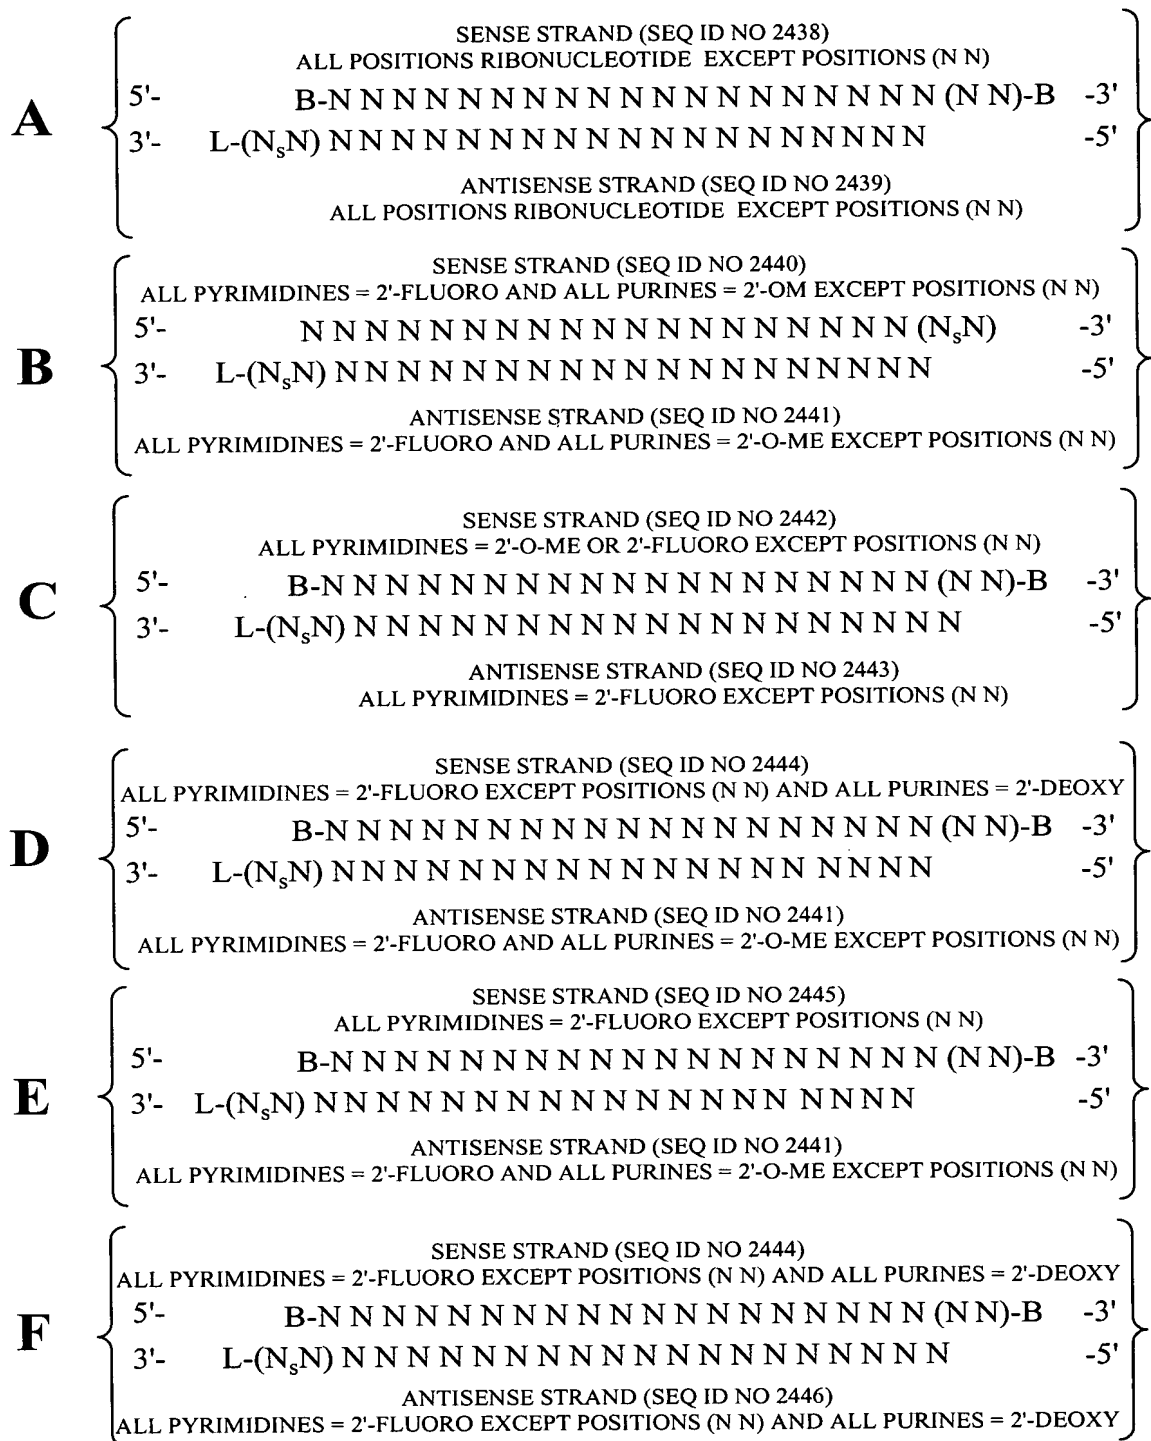 SENSE STRAND (SEQ ID NO 2438)
ALL POSITIONS RIBONUCLEOTIDE EXCEPT POSITIONS (N N)
A
5'- B-N N N N N N N N N N N N N N N N N N N (N N)-B -3'
3'- L-(NsN) N N N N N N N N N N N N N N N N N N N -5'
ANTISENSE STRAND (SEQ ID NO 2439)
ALL POSITIONS RIBONUCLEOTIDE EXCEPT POSITIONS (N N)
SENSE STRAND (SEQ ID NO 2440)
ALL PYRIMIDINES = 2'-FLUORO AND ALL PURINES = 2'-OM EXCEPT POSITIONS (N N)
B
5'- N N N N N N N N N N N N N N N N N N N (NsN) -3'
3'- L-(NsN) N N N N N N N N N N N N N N N N N N N -5'
ANTISENSE STRAND (SEQ ID NO 2441)
ALL PYRIMIDINES = 2'-FLUORO AND ALL PURINES = 2'-O-ME EXCEPT POSITIONS (N N)
SENSE STRAND (SEQ ID NO 2442)
ALL PYRIMIDINES = 2'-O-ME OR 2'-FLUORO EXCEPT POSITIONS (N N)
C
5'- B-N N N N N N N N N N N N N N N N N N N (N N)-B -3'
3'- L-(NsN) N N N N N N N N N N N N N N N N N N N -5'
ANTISENSE STRAND (SEQ ID NO 2443)
ALL PYRIMIDINES = 2'-FLUORO EXCEPT POSITIONS (N N)
SENSE STRAND (SEQ ID NO 2444)
ALL PYRIMIDINES = 2'-FLUORO EXCEPT POSITIONS (N N) AND ALL PURINES = 2'-DEOXY
D
5'- B-N N N N N N N N N N N N N N N N N N N (N N)-B -3'
3'- L-(NsN) N N N N N N N N N N N N N N N N N N N -5'
ANTISENSE STRAND (SEQ ID NO 2441)
ALL PYRIMIDINES = 2'-FLUORO AND ALL PURINES = 2'-O-ME EXCEPT POSITIONS (N N)
SENSE STRAND (SEQ ID NO 2445)
ALL PYRIMIDINES = 2'-FLUORO EXCEPT POSITIONS (N N)
E
5'- B-N N N N N N N N N N N N N N N N N N N (N N)-B -3'
3'- L-(NsN) N N N N N N N N N N N N N N N N N N N -5'
ANTISENSE STRAND (SEQ ID NO 2441)
ALL PYRIMIDINES = 2'-FLUORO AND ALL PURINES = 2'-O-ME EXCEPT POSITIONS (N N)
SENSE STRAND (SEQ ID NO 2444)
ALL PYRIMIDINES = 2'-FLUORO EXCEPT POSITIONS (N N) AND ALL PURINES = 2'-DEOXY
F
5'- B-N N N N N N N N N N N N N N N N N N N (N N)-B -3'
3'- L-(NsN) N N N N N N N N N N N N N N N N N N N -5'
ANTISENSE STRAND (SEQ ID NO 2446)
ALL PYRIMIDINES = 2'-FLUORO EXCEPT POSITIONS (N N) AND ALL PURINES = 2'-DEOXY